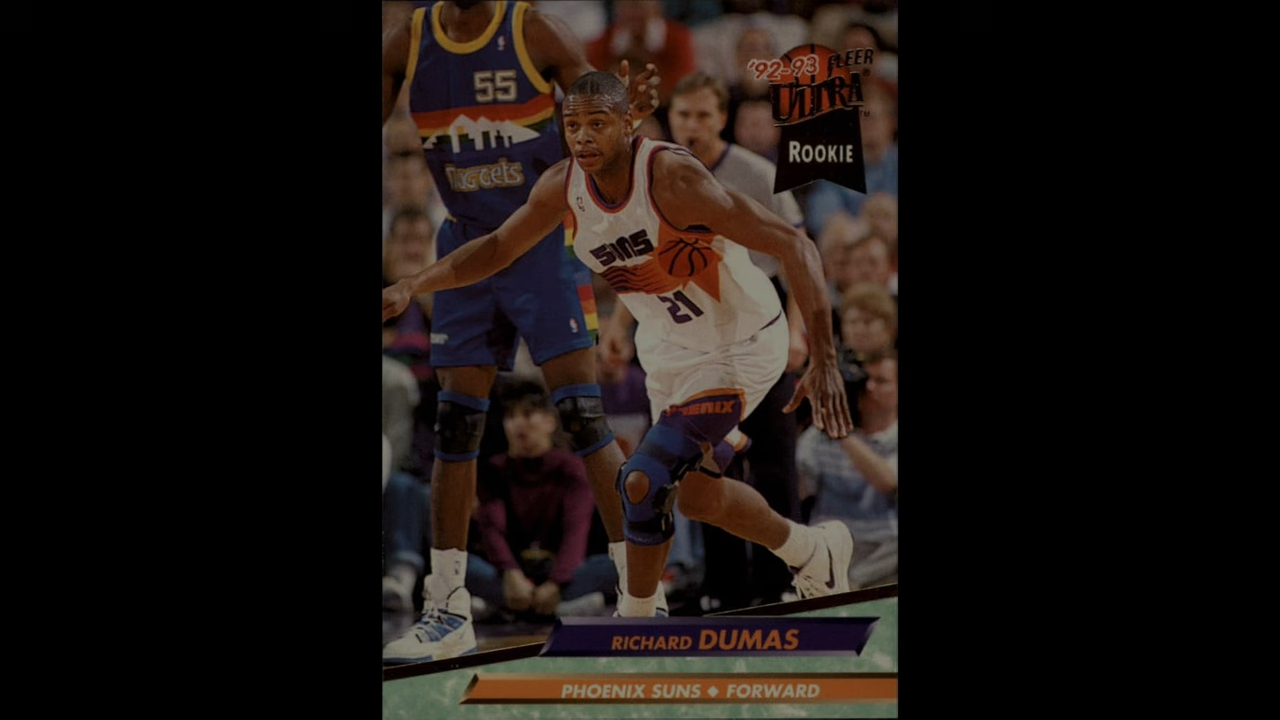 '92-93 FLEER
ULTRA
ROOKIE
55
Nuggets
SUNS
21
PHOENIX
RICHARD DUMAS
PHOENIX SUNS ◆ FORWARD